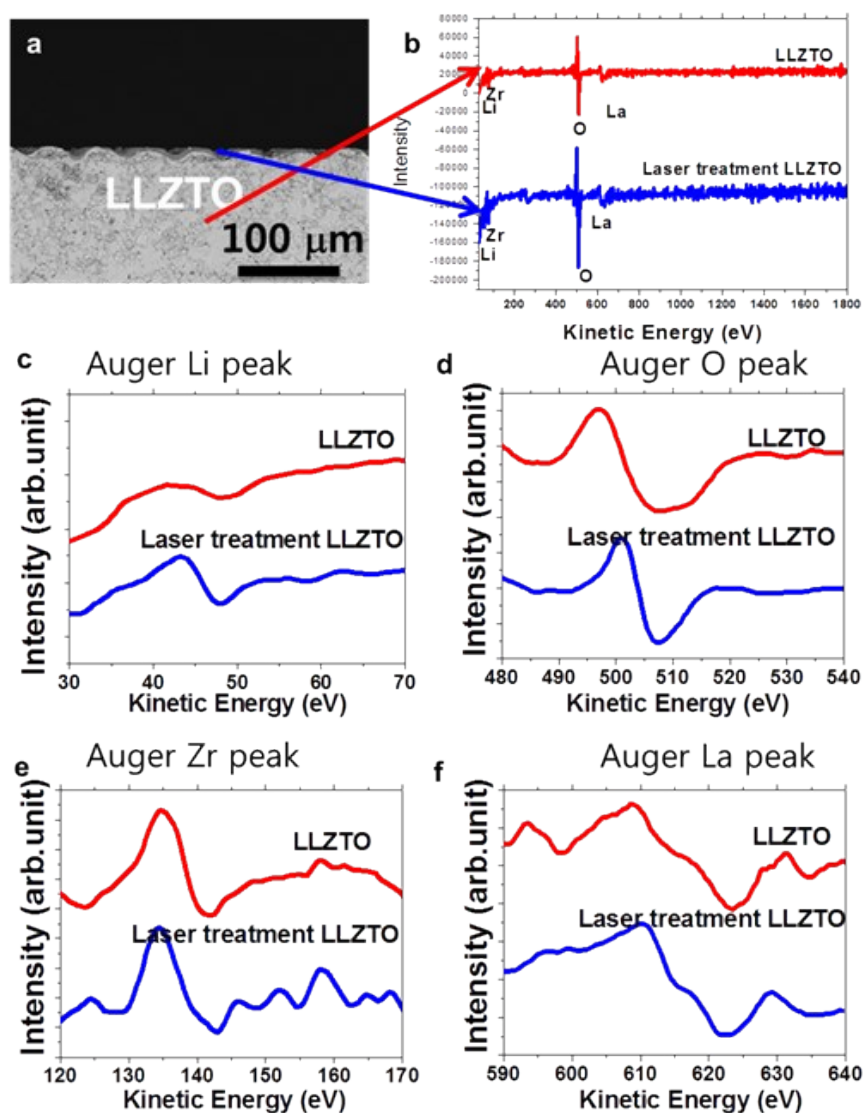 a
LLZTO
100 μm
b
80000
60000
40000
20000
0
-20000
-40000
-60000
-80000
-100000
-120000
-140000
-160000
-180000
-200000
Intensity
LLZTO
Zr
Li
La
O
Laser treatment LLZTO
La
Zr
Li
O
200 400 600 800 1000 1200 1400 1600 1800
Kinetic Energy (eV)
c Auger Li peak
Intensity (arb.unit)
LLZTO
Laser treatment LLZTO
30 40 50 60 70
Kinetic Energy (eV)
d Auger O peak
Intensity (arb.unit)
LLZTO
Laser treatment LLZTO
480 490 500 510 520 530 540
Kinetic Energy (eV)
e Auger Zr peak
Intensity (arb.unit)
LLZTO
Laser treatment LLZTO
120 130 140 150 160 170
Kinetic Energy (eV)
f Auger La peak
Intensity (arb.unit)
LLZTO
Laser treatment LLZTO
590 600 610 620 630 640
Kinetic Energy (eV)